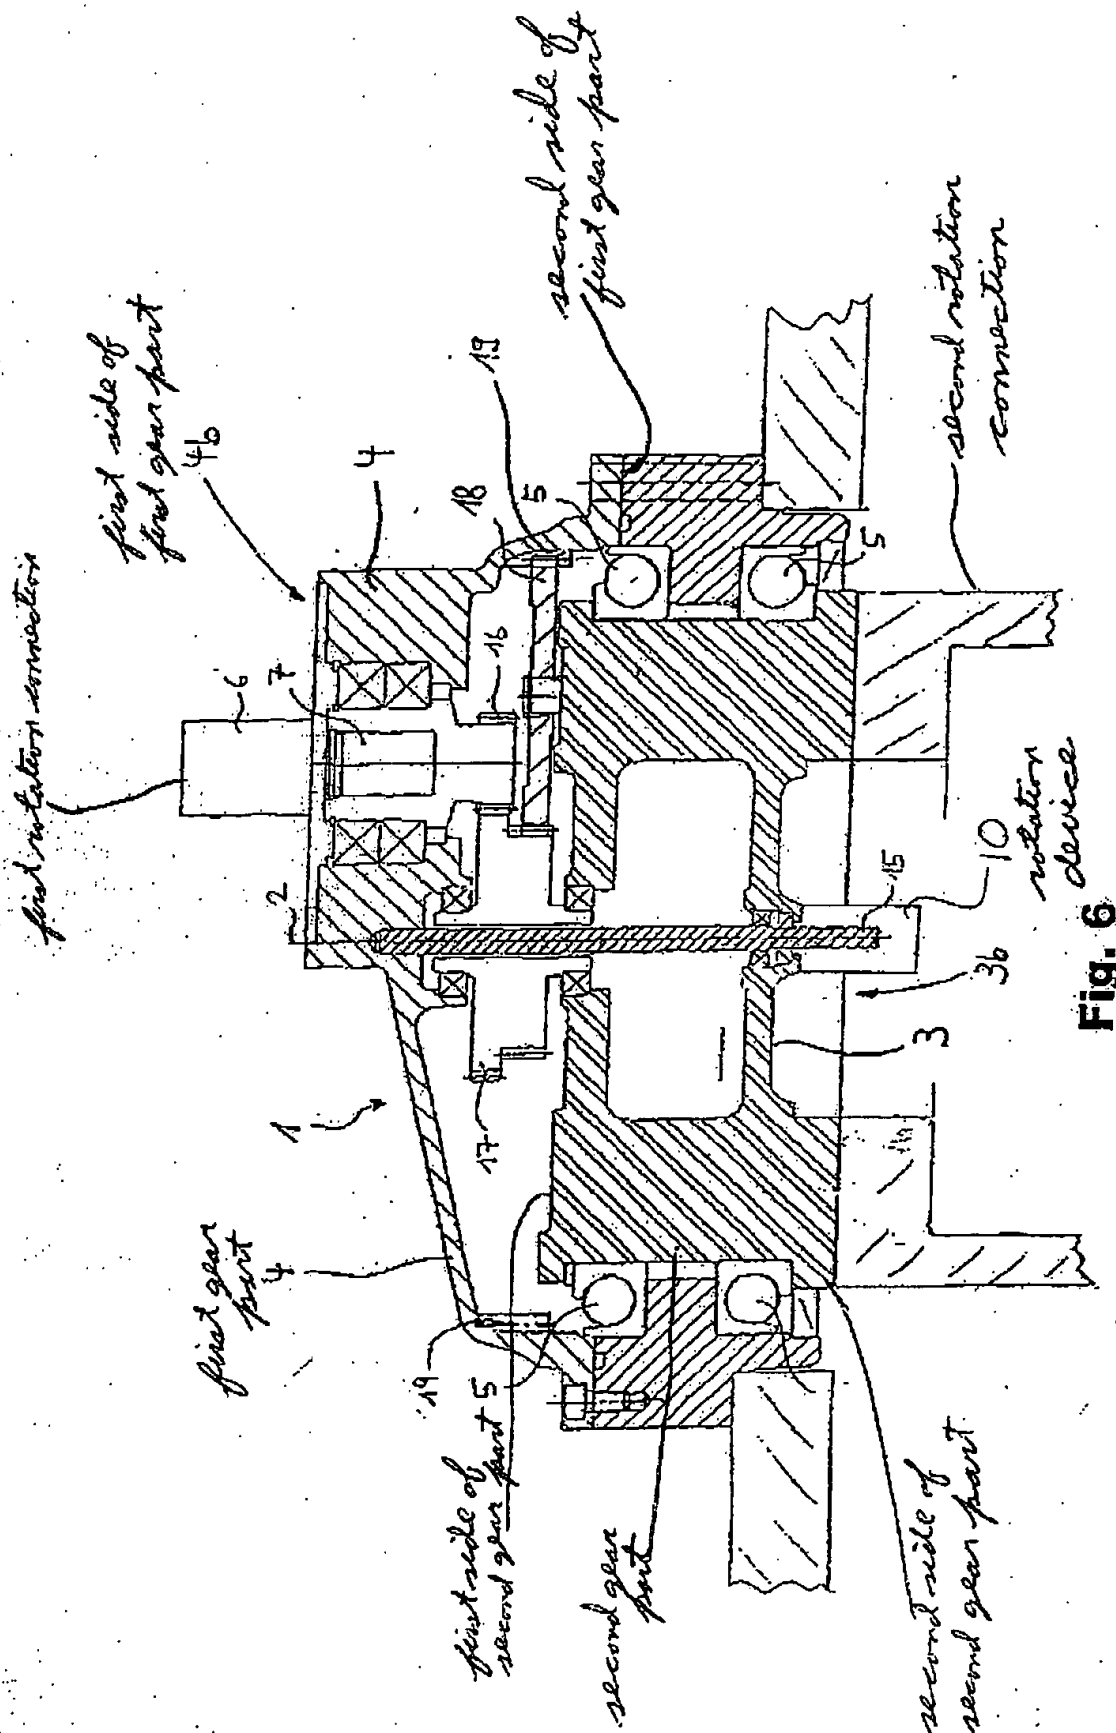 first rotation connection
first side of
first gear part
4b
second side of
first gear part
second rotation
connection
first gear
part
4
first side of
second gear part
second gear
part
second side of
second gear part
rotation
device
1
2
6
7
4
16
18
19
5
5
17
19
5
15
10
3b
3
Fig. 6